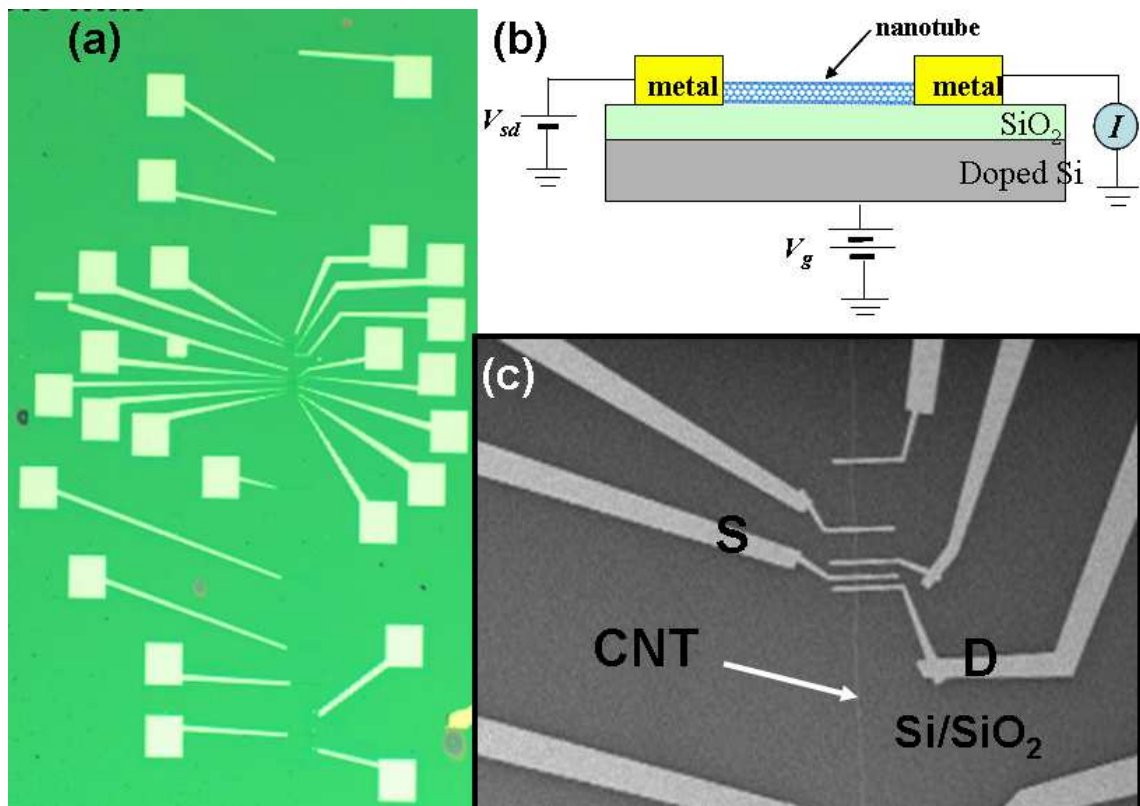 (a)
(b)
nanotube
metal
metal
V_sd
SiO₂
I
Doped Si
V_g
(c)
S
CNT
D
Si/SiO₂